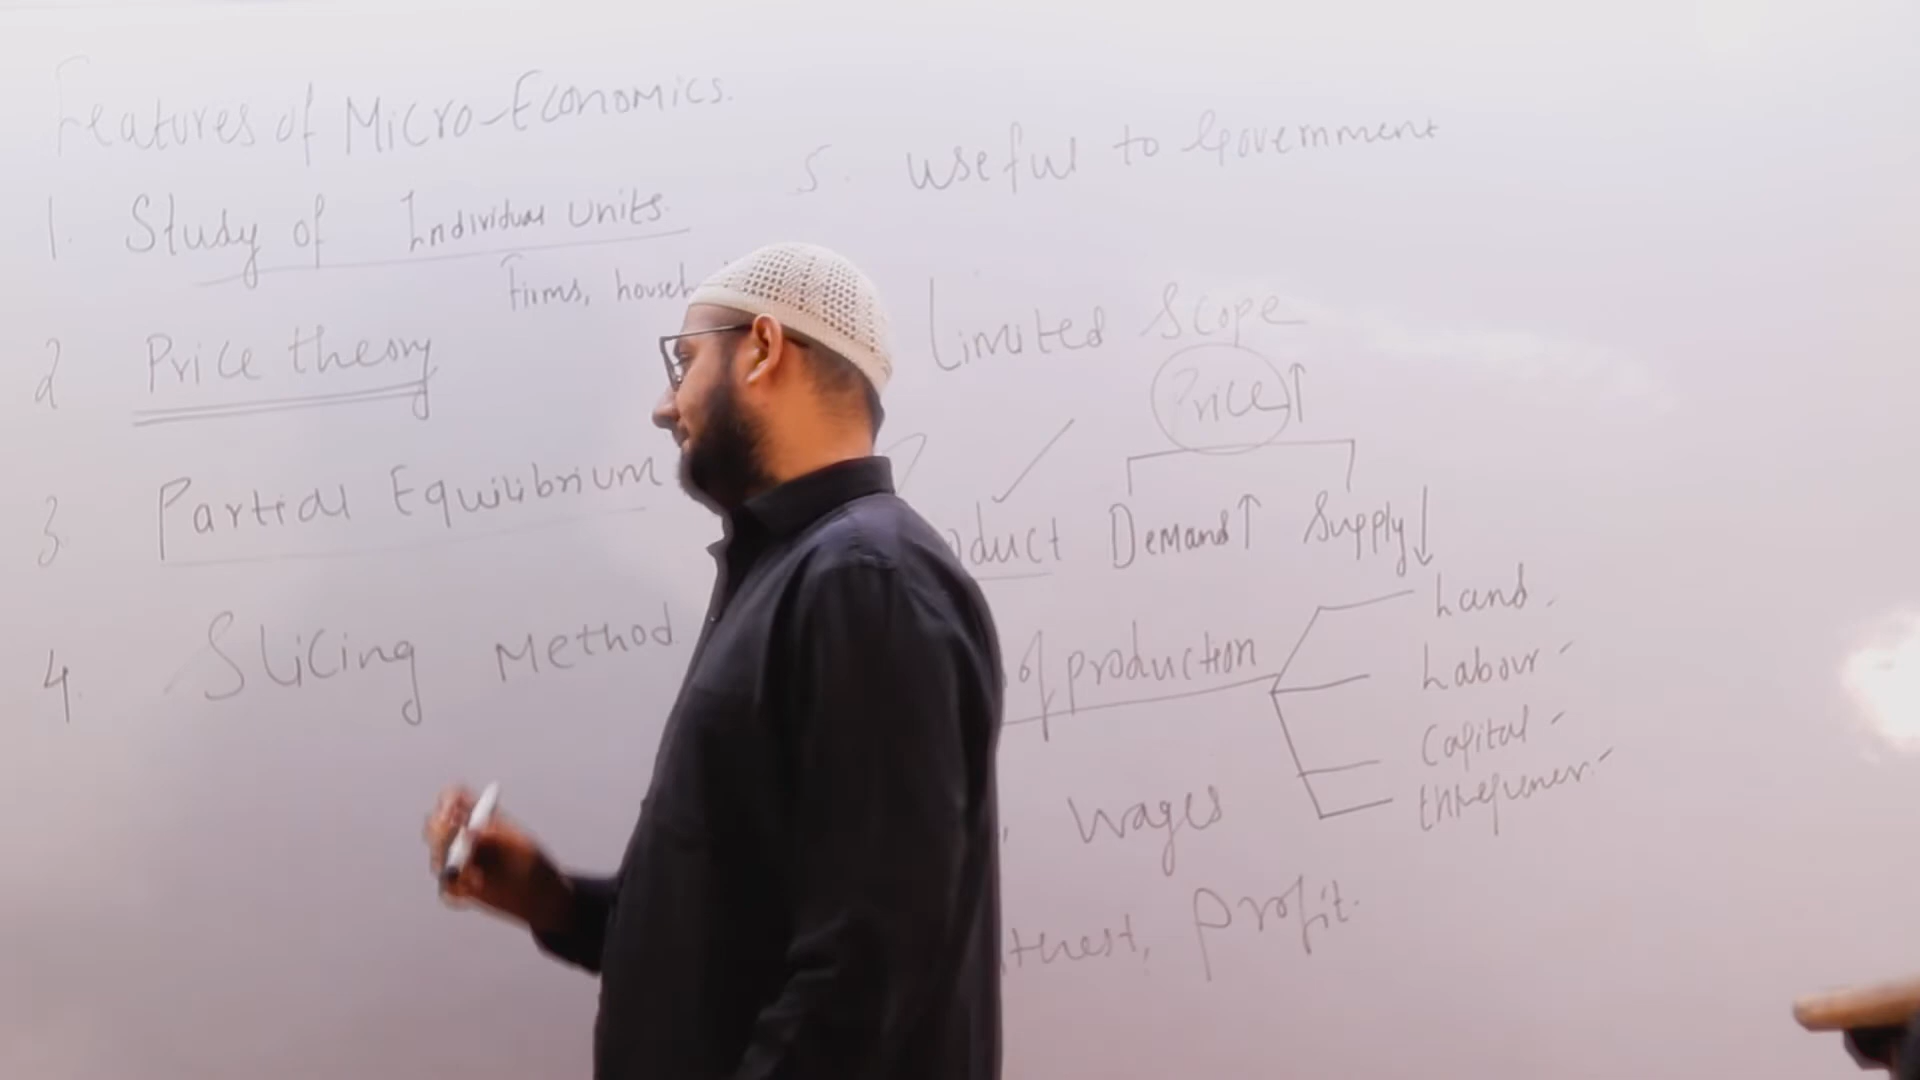 Features of Micro-Economics.
1. Study of Individual units.
Firms,
2 Price theory
3 Partial Equilibrium
4. Slicing Method
5. Useful to Government
Limited Scope
Price↑
Demand↑ Supply↓
of production
Land.
Labour -
Capital -
Wages
Profit.